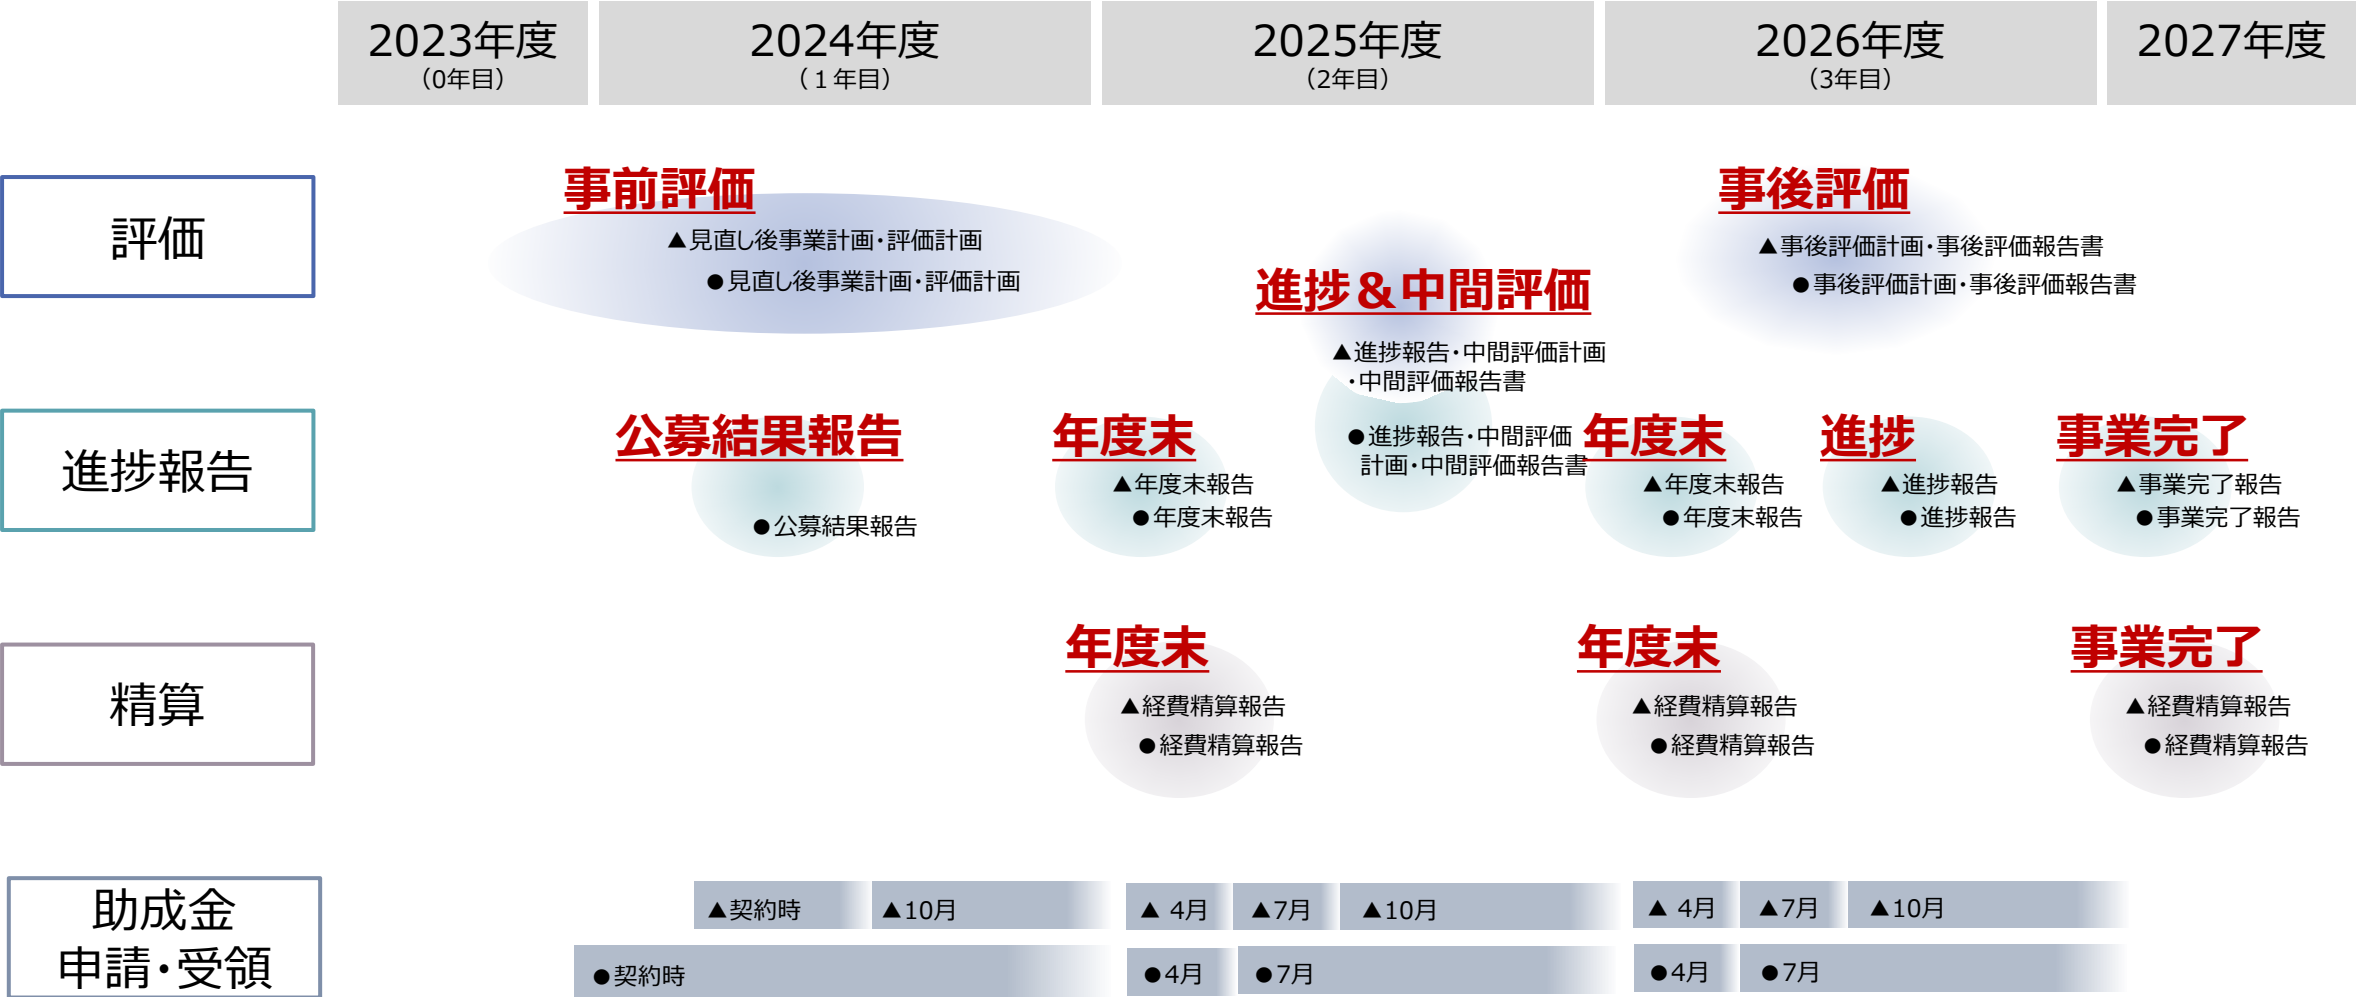 2023年度
（0年目）
2024年度
（１年目）
2025年度
（2年目）
2026年度
（3年目）
2027年度
評価
事前評価
▲見直し後事業計画・評価計画
●見直し後事業計画・評価計画
進捗＆中間評価
▲進捗報告・中間評価計画
・中間評価報告書
●進捗報告・中間評価
計画・中間評価報告書
事後評価
▲事後評価計画・事後評価報告書
●事後評価計画・事後評価報告書
進捗報告
公募結果報告
●公募結果報告
年度末
▲年度末報告
●年度末報告
年度末
▲年度末報告
●年度末報告
進捗
▲進捗報告
●進捗報告
事業完了
▲事業完了報告
●事業完了報告
精算
年度末
▲経費精算報告
●経費精算報告
年度末
▲経費精算報告
●経費精算報告
事業完了
▲経費精算報告
●経費精算報告
助成金
申請・受領
▲契約時
▲10月
▲ 4月
▲7月
▲10月
▲ 4月
▲7月
▲10月
●契約時
●4月
●7月
●4月
●7月